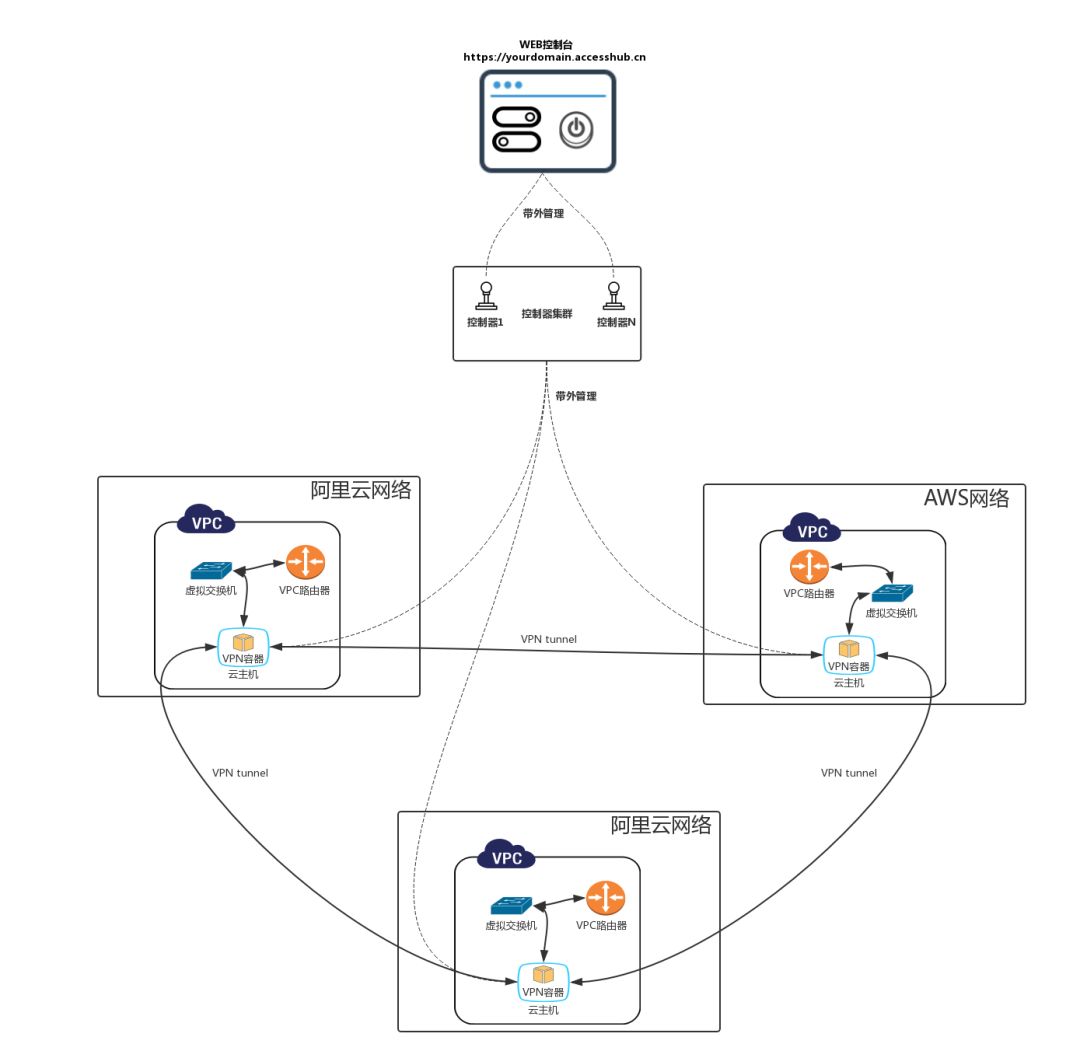 WEB控制台
https://yourdomain.accesshub.cn
带外管理
控制器1
控制器集群
控制器N
带外管理
阿里云网络
VPC
虚拟交换机
VPC路由器
VPN容器
云主机
AWS网络
VPC
VPC路由器
虚拟交换机
VPN容器
云主机
VPN tunnel
VPN tunnel
VPN tunnel
阿里云网络
VPC
虚拟交换机
VPC路由器
VPN容器
云主机